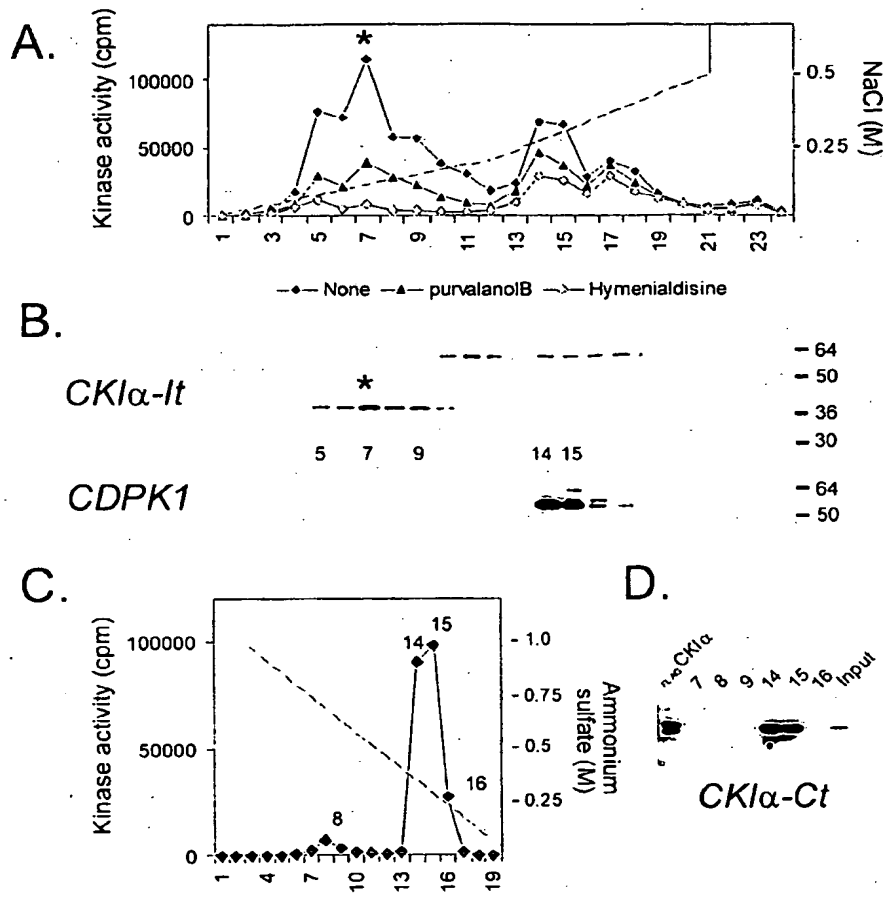 A.
Kinase activity (cpm)
100000
50000
0
*
0.5
0.25
NaCl (M)
1 3 5 7 9 11 13 15 17 19 21 23
None purvalanolB Hymenialdisine
B.
CKIα-It
*
5 7 9 14 15
64
50
36
30
CDPK1
64
50
C.
Kinase activity (cpm)
100000
50000
0
8
14
15
16
1.0
0.75
0.5
0.25
Ammonium
sulfate (M)
1 4 7 10 13 16 19
D.
CKIα 7 8 9 14 15 16 Input
CKIα-Ct